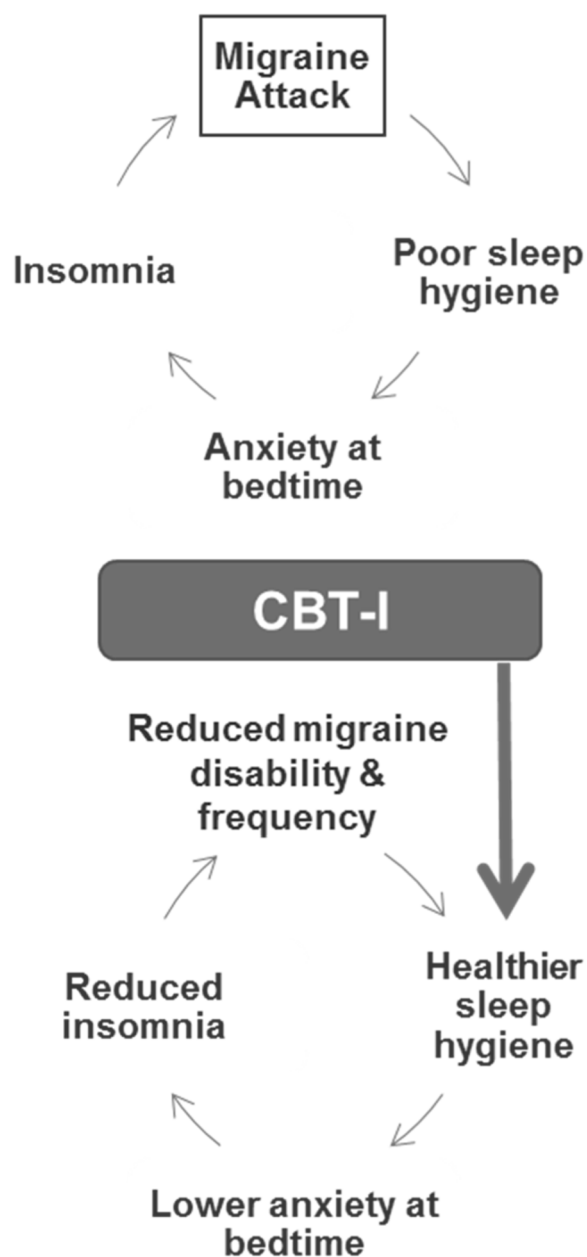 Migraine
Attack
Insomnia
Poor sleep
hygiene
Anxiety at
bedtime
CBT-I
Reduced migraine
disability &
frequency
Reduced
insomnia
Healthier
sleep
hygiene
Lower anxiety at
bedtime